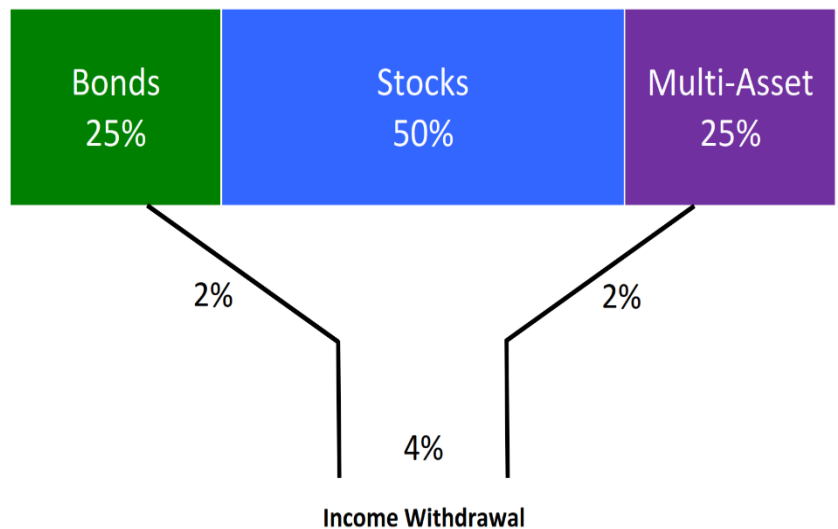 Bonds
25%
Stocks
50%
Multi-Asset
25%
2%
2%
4%
Income Withdrawal